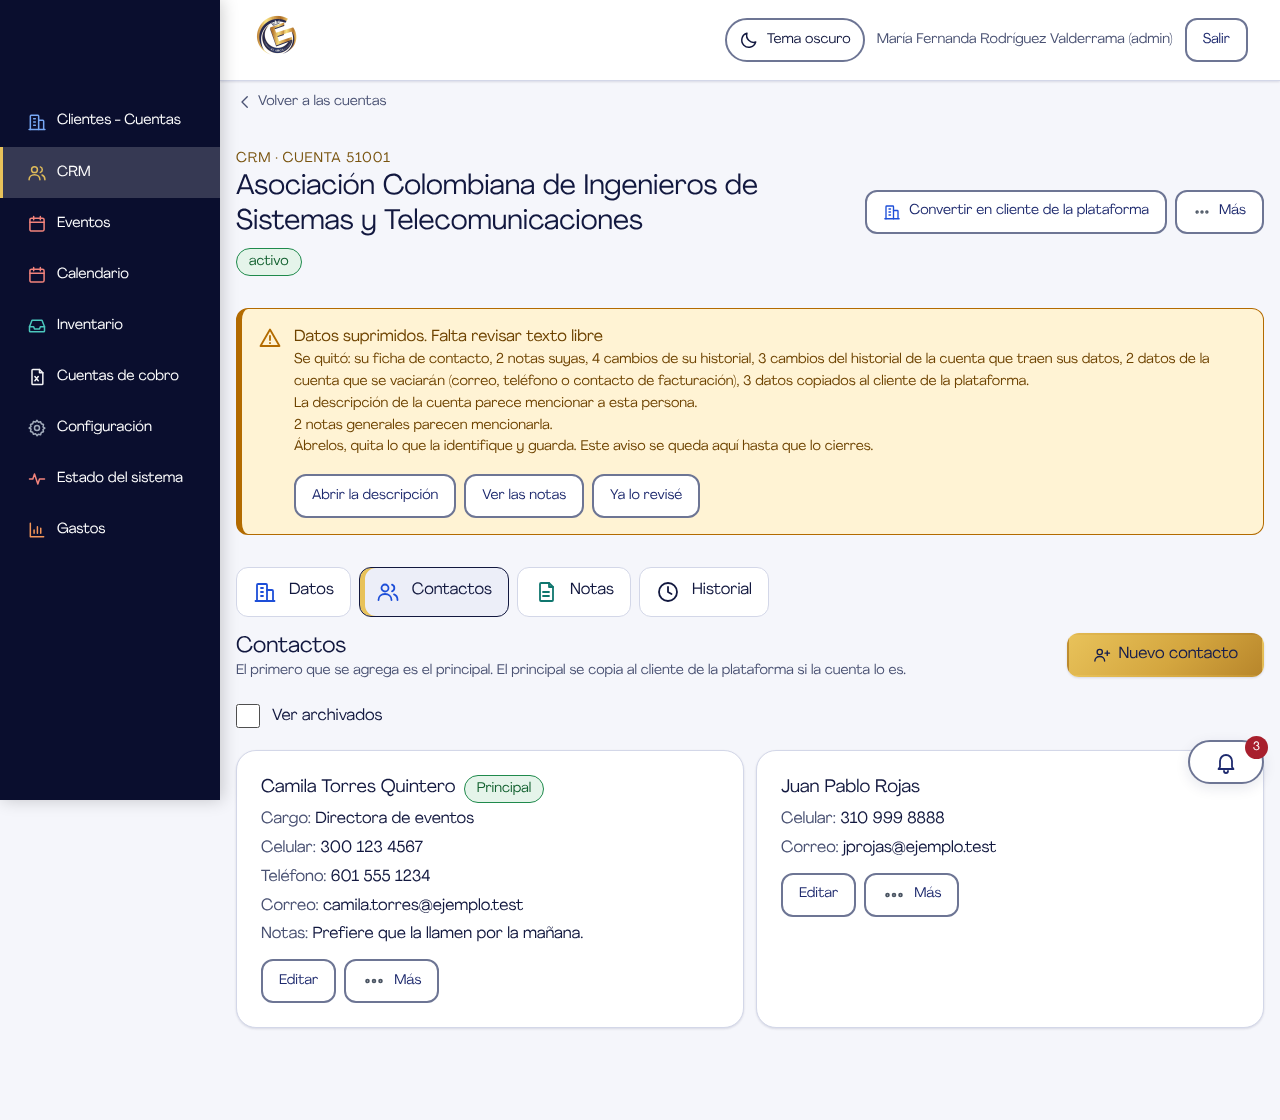 Tema oscuro
María Fernanda Rodríguez Valderrama (admin)
Salir
Clientes - Cuentas
CRM
Eventos
Calendario
Inventario
Cuentas de cobro
Configuración
Estado del sistema
Gastos
Volver a las cuentas
CRM · CUENTA 51001
Asociación Colombiana de Ingenieros de
Sistemas y Telecomunicaciones
activo
Convertir en cliente de la plataforma
Más
Datos suprimidos. Falta revisar texto libre
Se quitó: su ficha de contacto, 2 notas suyas, 4 cambios de su historial, 3 cambios del historial de la cuenta que traen sus datos, 2 datos de la
cuenta que se vaciarán (correo, teléfono o contacto de facturación), 3 datos copiados al cliente de la plataforma.
La descripción de la cuenta parece mencionar a esta persona.
2 notas generales parecen mencionarla.
Ábrelos, quita lo que la identifique y guarda. Este aviso se queda aquí hasta que lo cierres.
Abrir la descripción
Ver las notas
Ya lo revisé
Datos
Contactos
Notas
Historial
Contactos
El primero que se agrega es el principal. El principal se copia al cliente de la plataforma si la cuenta lo es.
Nuevo contacto
Ver archivados
3
Camila Torres Quintero
Principal
Cargo: Directora de eventos
Celular: 300 123 4567
Teléfono: 601 555 1234
Correo: camila.torres@ejemplo.test
Notas: Prefiere que la llamen por la mañana.
Editar
Más
Juan Pablo Rojas
Celular: 310 999 8888
Correo: jprojas@ejemplo.test
Editar
Más